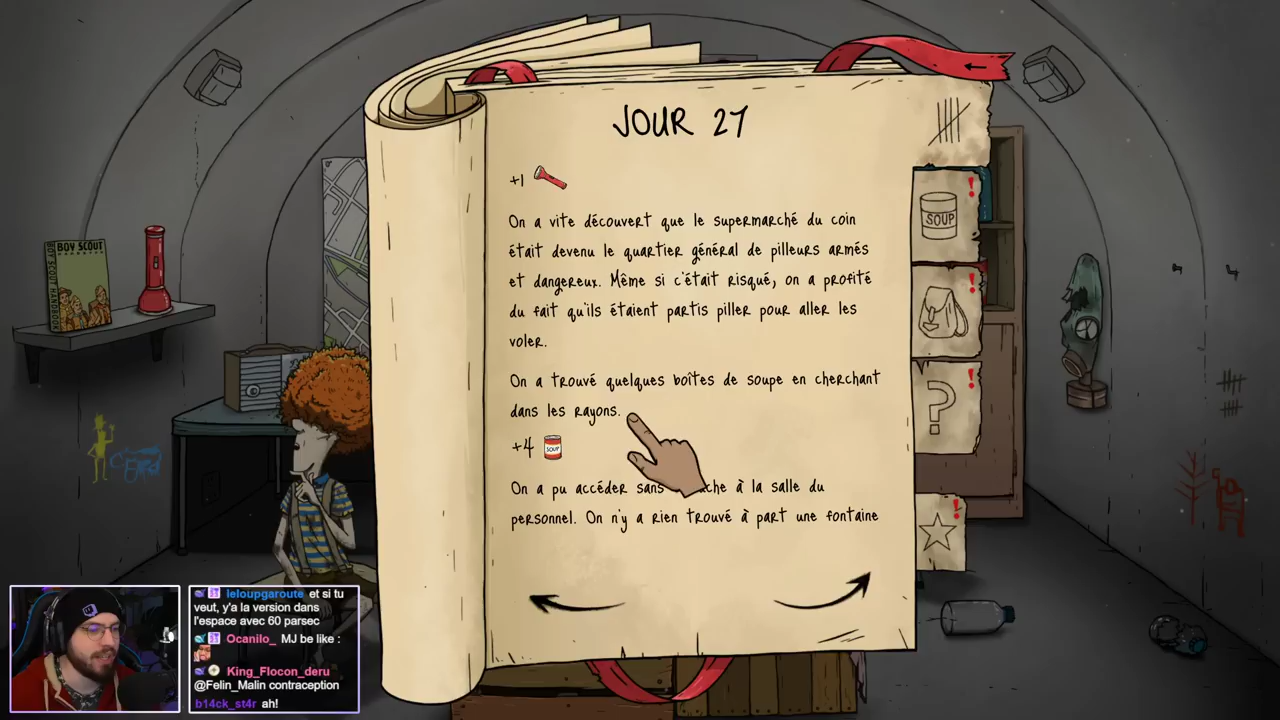 JOUR 27
+1
On a vite découvert que le supermarché du coin
était devenu le quartier général de pilleurs armés
et dangereux. Même si c'était risqué, on a profité
du fait qu'ils étaient partis piller pour aller les
voler.
On a trouvé quelques boîtes de soupe en cherchant
dans les rayons.
+4 SOUP
On a pu accéder sans à la salle du
personnel. On n'y a rien trouvé à part une fontaine
SOUP
!
!
?
!
!
BOY SCOUT
BOY SCOUT HANDBOOK
leloupgaroute et si tu
veut, y'a la version dans
l'espace avec 60 parsec
Ocanilo_ MJ be like :
King_Flocon_deru
@Felin_Malin contraception
b14ck_st4r ah!